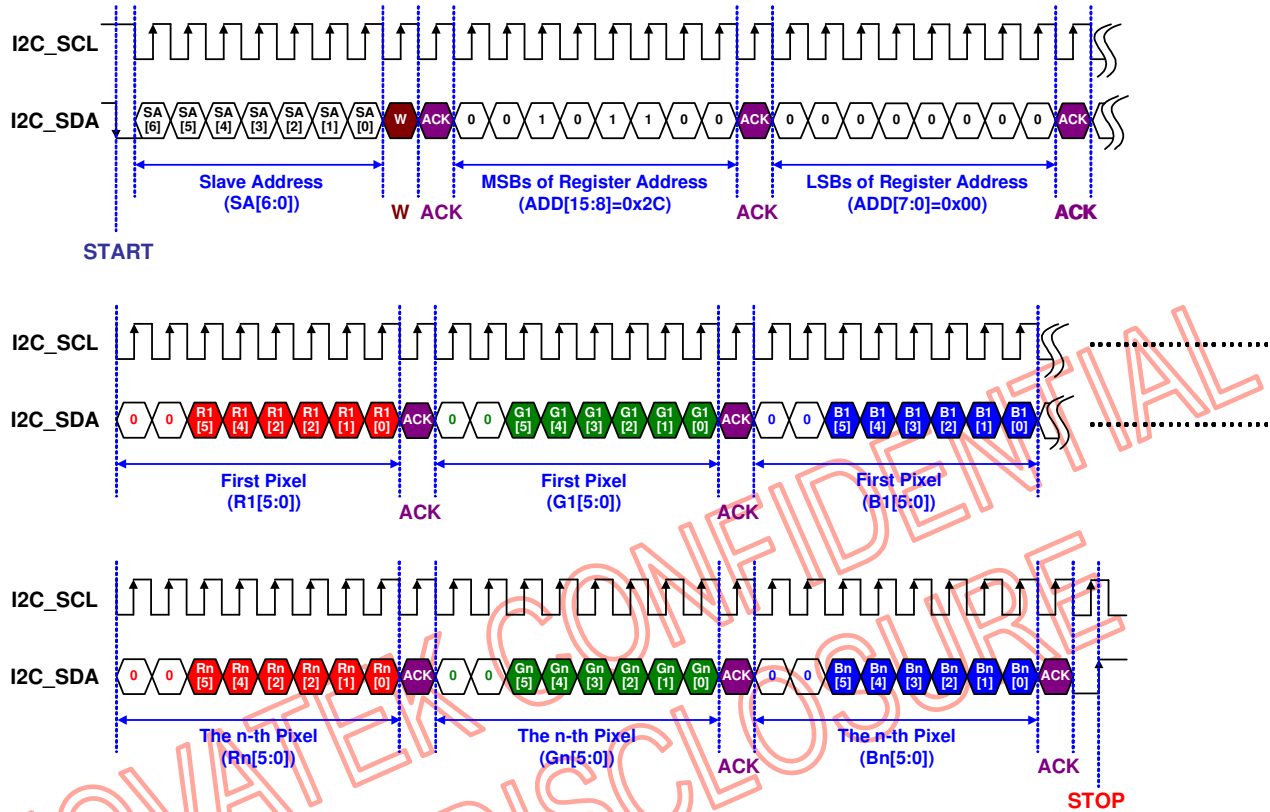 I2C_SCL
I2C_SDA
SA [6] SA [5] SA [4] SA [3] SA [2] SA [1] SA [0] W ACK 0 0 1 0 1 1 0 0 ACK 0 0 0 0 0 0 0 0 ACK
Slave Address
(SA[6:0])
MSBs of Register Address
(ADD[15:8]=0x2C)
LSBs of Register Address
(ADD[7:0]=0x00)
W ACK ACK ACK
START
I2C_SCL
I2C_SDA
0 0 R1 [5] R1 [4] R1 [2] R1 [2] R1 [1] R1 [0] ACK 0 0 G1 [5] G1 [4] G1 [3] G1 [2] G1 [1] G1 [0] ACK 0 0 B1 [5] B1 [4] B1 [3] B1 [2] B1 [1] B1 [0]
First Pixel
(R1[5:0])
First Pixel
(G1[5:0])
First Pixel
(B1[5:0])
ACK ACK
I2C_SCL
I2C_SDA
0 0 Rn [5] Rn [4] Rn [2] Rn [2] Rn [1] Rn [0] ACK 0 0 Gn [5] Gn [4] Gn [3] Gn [2] Gn [1] Gn [0] ACK 0 0 Bn [5] Bn [4] Bn [3] Bn [2] Bn [1] Bn [0] ACK
The n-th Pixel
(Rn[5:0])
The n-th Pixel
(Gn[5:0])
The n-th Pixel
(Bn[5:0])
ACK ACK
STOP
OVATEK CONFIDENTIAL
DISCLOSURE